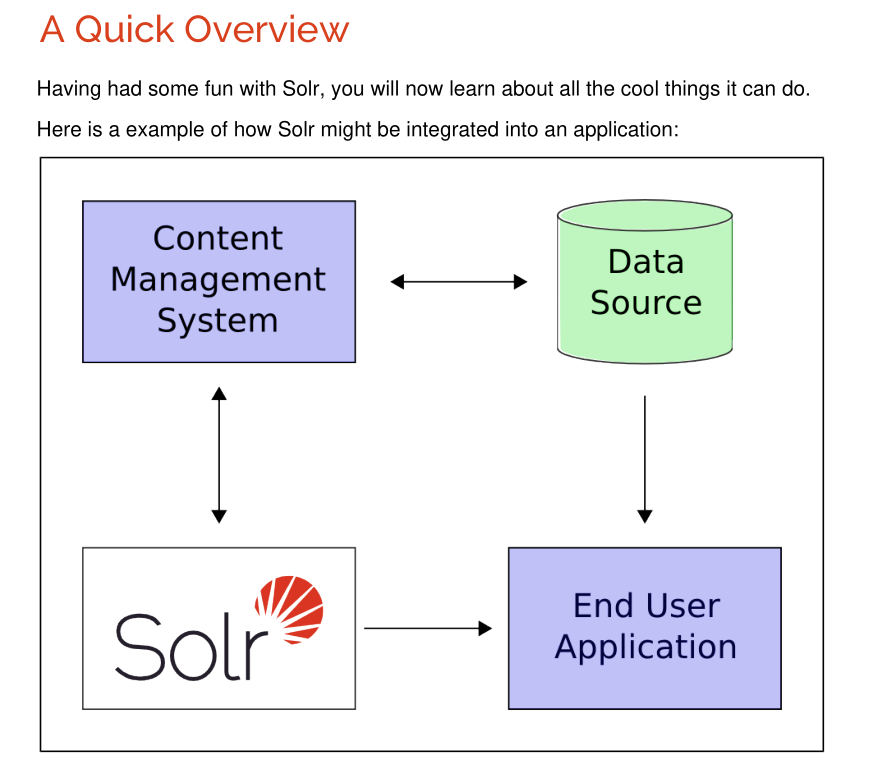 A Quick Overview
Having had some fun with Solr, you will now learn about all the cool things it can do.
Here is a example of how Solr might be integrated into an application:
Content
Management
System
Data
Source
Solr
End User
Application